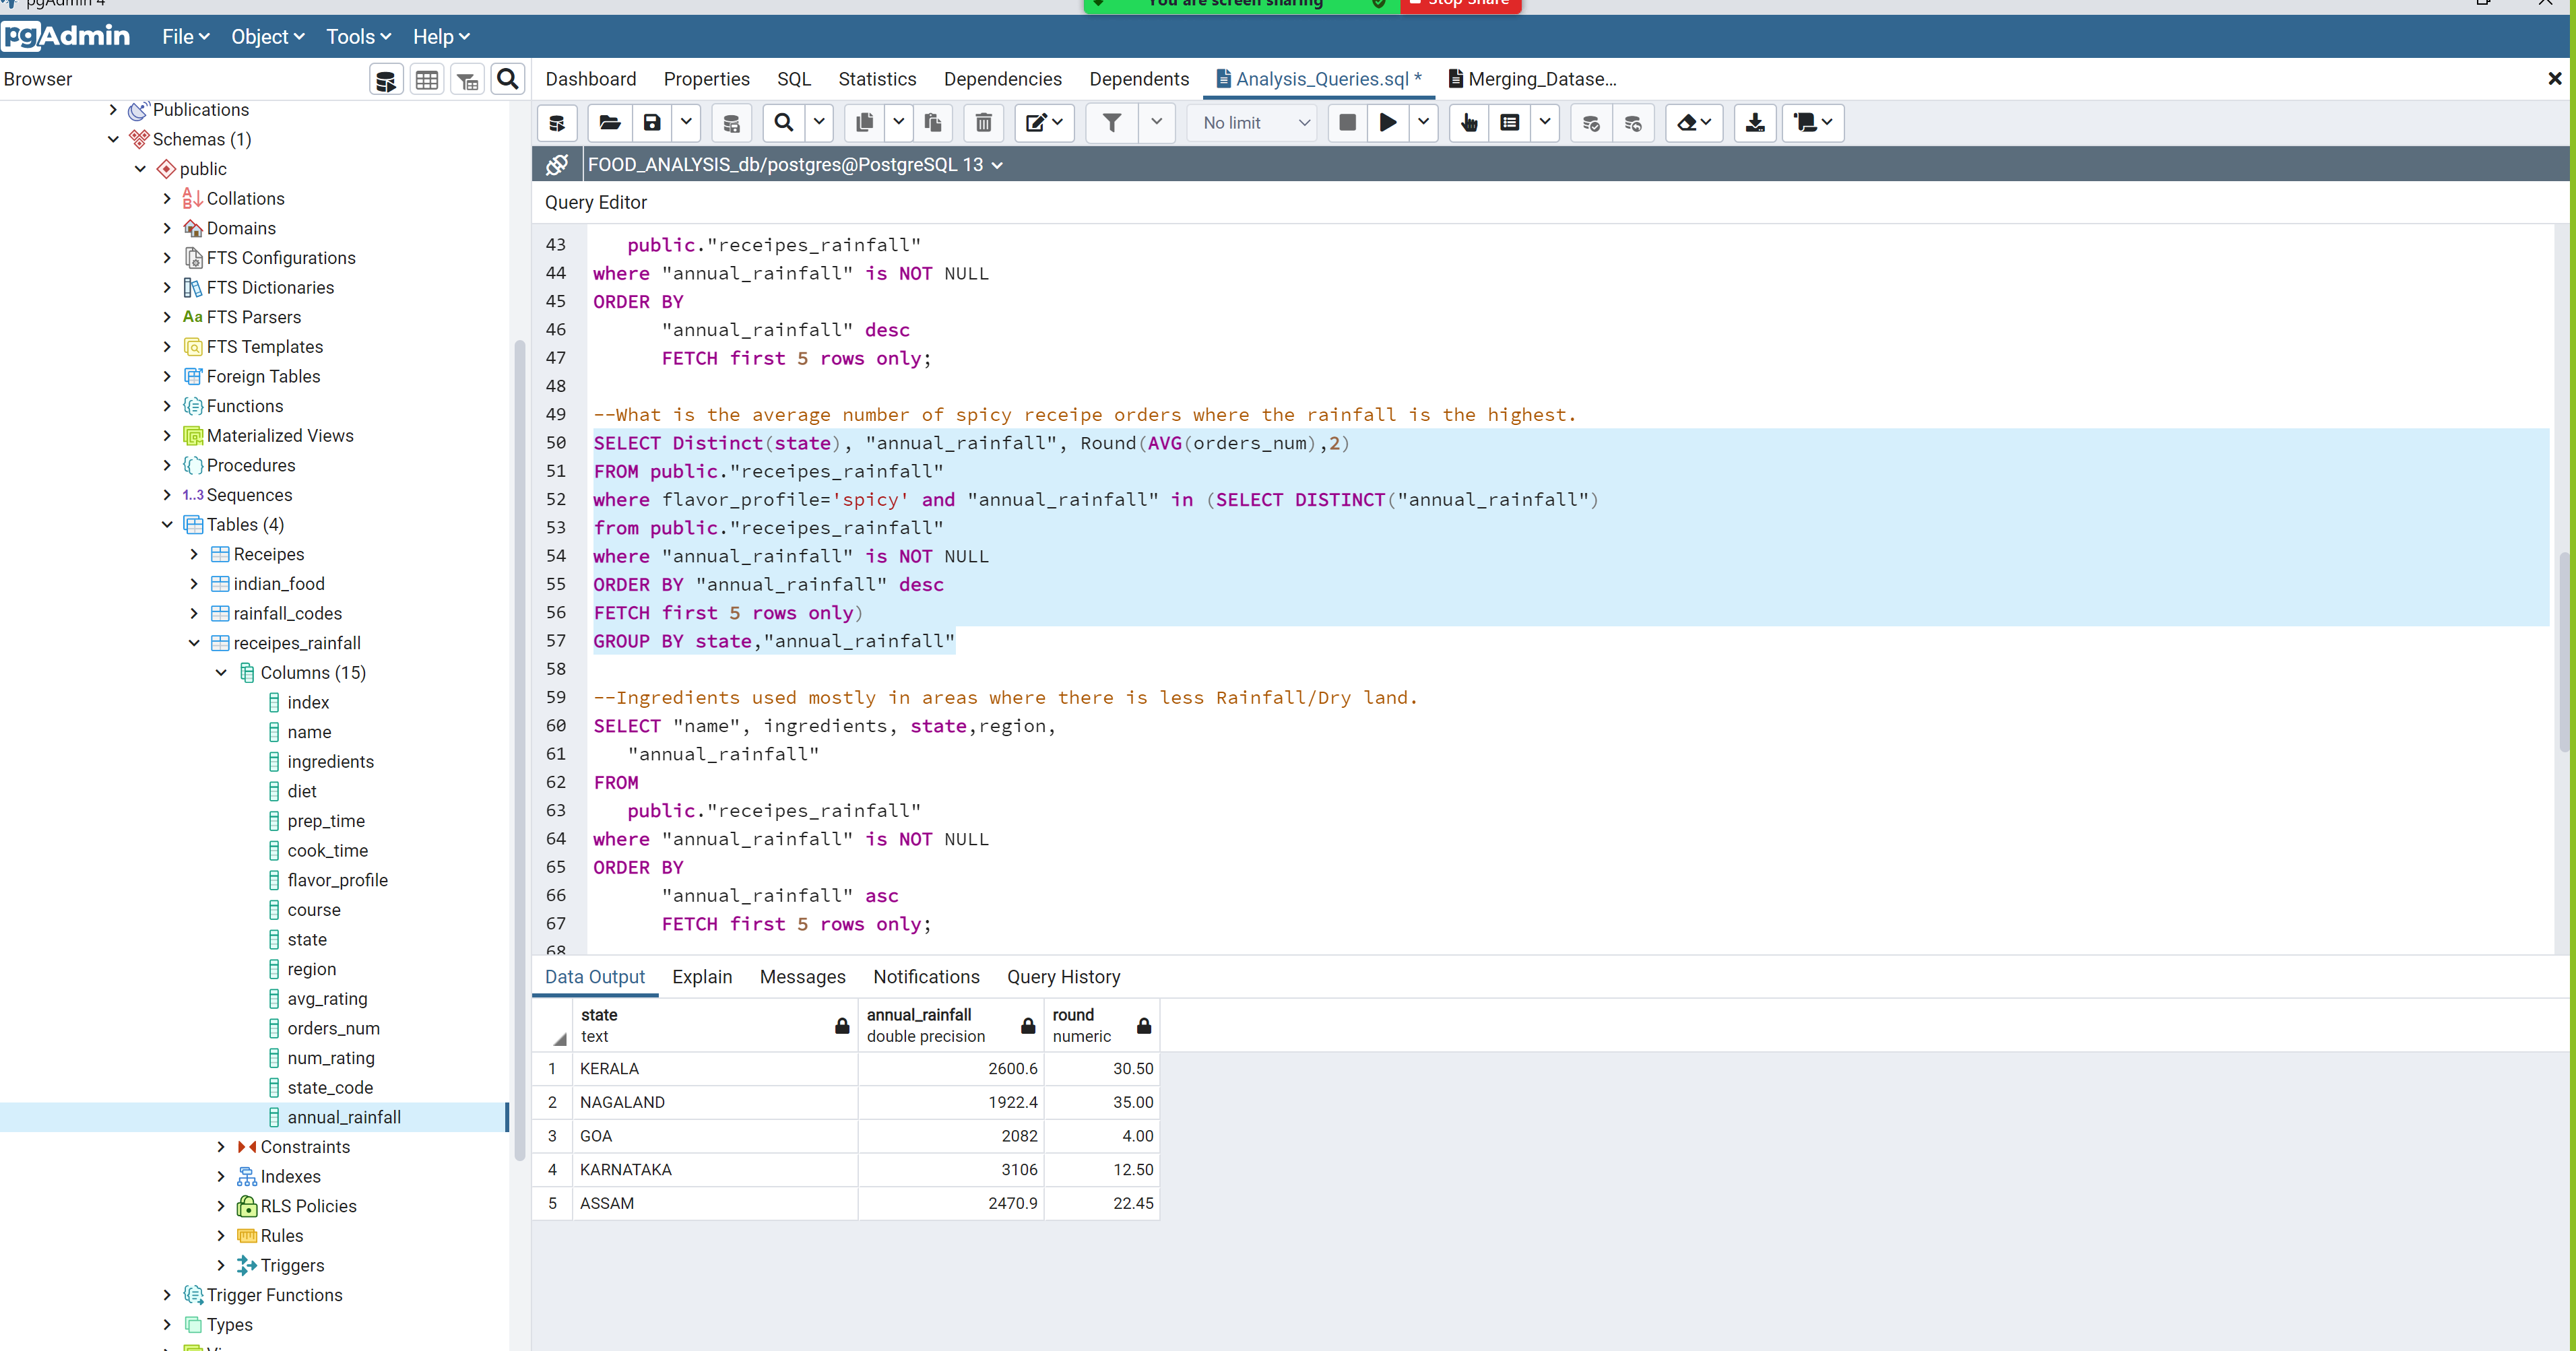 pgAdmin 4
You are screen sharing
Stop Share
pgAdmin
File
Object
Tools
Help
Browser
Dashboard
Properties
SQL
Statistics
Dependencies
Dependents
Analysis_Queries.sql *
Merging_Datase...
Publications
Schemas (1)
public
Collations
Domains
FTS Configurations
FTS Dictionaries
Aa FTS Parsers
FTS Templates
Foreign Tables
Functions
Materialized Views
Procedures
1..3 Sequences
Tables (4)
Receipes
indian_food
rainfall_codes
receipes_rainfall
Columns (15)
index
name
ingredients
diet
prep_time
cook_time
flavor_profile
course
state
region
avg_rating
orders_num
num_rating
state_code
annual_rainfall
Constraints
Indexes
RLS Policies
Rules
Triggers
Trigger Functions
Types
No limit
FOOD_ANALYSIS_db/postgres@PostgreSQL 13
Query Editor
43 public."receipes_rainfall"
44 where "annual_rainfall" is NOT NULL
45 ORDER BY
46 "annual_rainfall" desc
47 FETCH first 5 rows only;
48
49 --What is the average number of spicy receipe orders where the rainfall is the highest.
50 SELECT Distinct(state), "annual_rainfall", Round(AVG(orders_num),2)
51 FROM public."receipes_rainfall"
52 where flavor_profile='spicy' and "annual_rainfall" in (SELECT DISTINCT("annual_rainfall")
53 from public."receipes_rainfall"
54 where "annual_rainfall" is NOT NULL
55 ORDER BY "annual_rainfall" desc
56 FETCH first 5 rows only)
57 GROUP BY state,"annual_rainfall"
58
59 --Ingredients used mostly in areas where there is less Rainfall/Dry land.
60 SELECT "name", ingredients, state,region,
61 "annual_rainfall"
62 FROM
63 public."receipes_rainfall"
64 where "annual_rainfall" is NOT NULL
65 ORDER BY
66 "annual_rainfall" asc
67 FETCH first 5 rows only;
68
Data Output
Explain
Messages
Notifications
Query History
state annual_rainfall round
text double precision numeric
1 KERALA 2600.6 30.50
2 NAGALAND 1922.4 35.00
3 GOA 2082 4.00
4 KARNATAKA 3106 12.50
5 ASSAM 2470.9 22.45